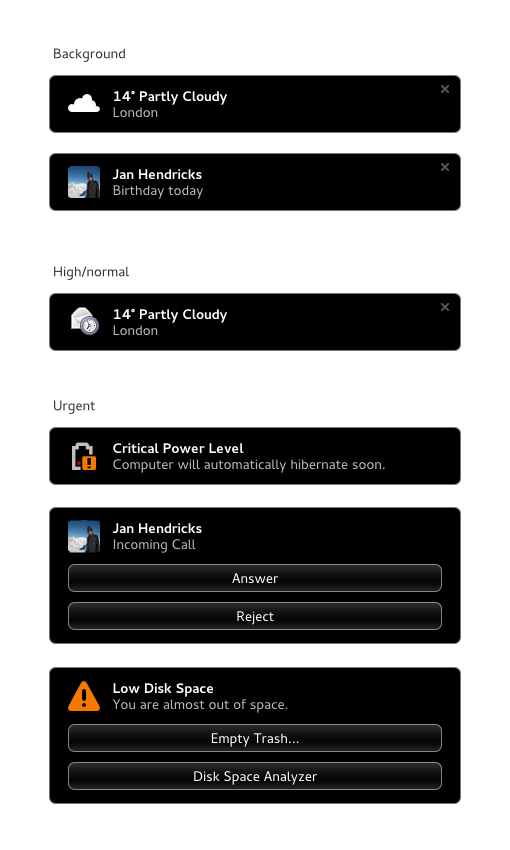 Background
14° Partly Cloudy
London
Jan Hendricks
Birthday today
High/normal
14° Partly Cloudy
London
Urgent
Critical Power Level
Computer will automatically hibernate soon.
Jan Hendricks
Incoming Call
Answer
Reject
Low Disk Space
You are almost out of space.
Empty Trash...
Disk Space Analyzer